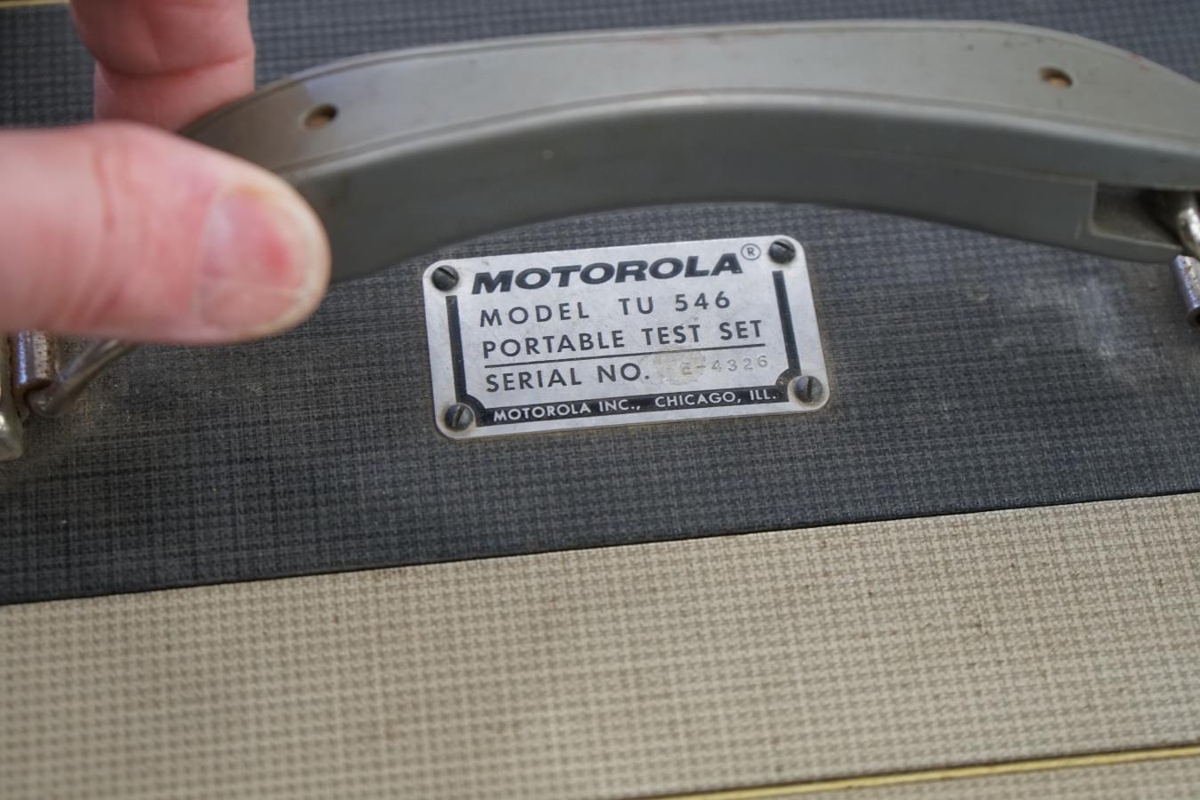 MOTOROLA®
MODEL TU 546
PORTABLE TEST SET
SERIAL NO. E-4326
MOTOROLA INC., CHICAGO, ILL.